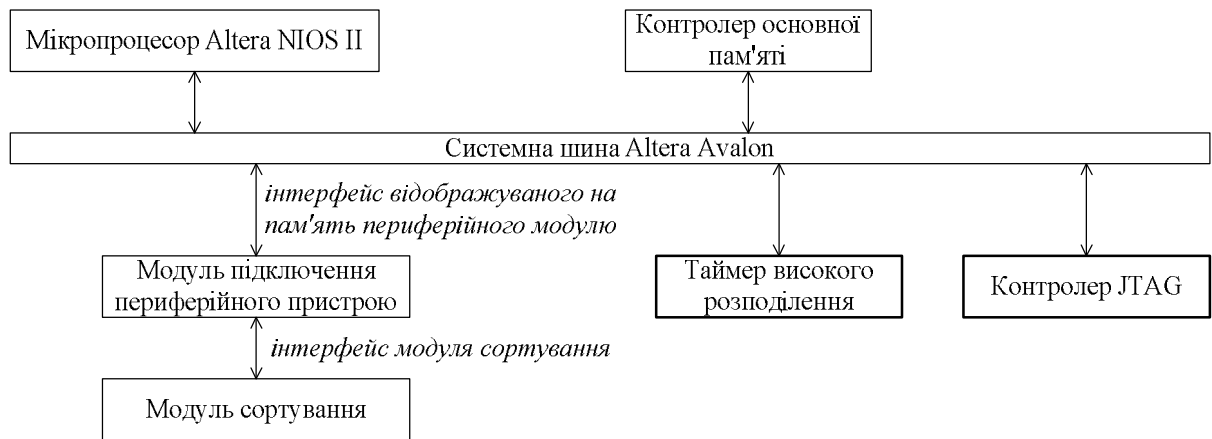 Мікропроцесор Altera NIOS II
Контролер основної
пам'яті
Системна шина Altera Avalon
інтерфейс відображуваного на
пам'ять периферійного модулю
Модуль підключення
периферійного пристрою
Таймер високого
розподілення
Контролер JTAG
інтерфейс модуля сортування
Модуль сортування